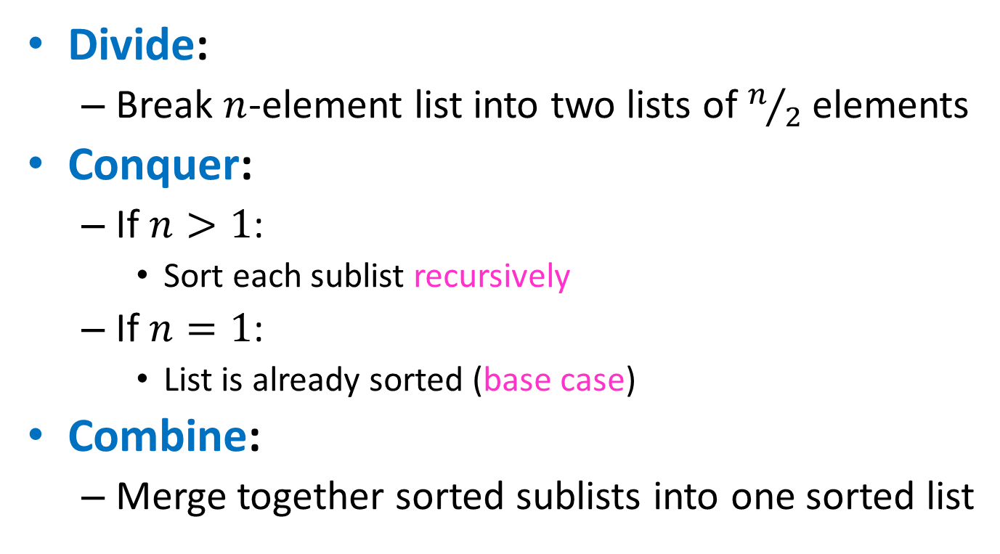 • Divide:
– Break n-element list into two lists of n/2 elements
• Conquer:
– If n > 1:
• Sort each sublist recursively
– If n = 1:
• List is already sorted (base case)
• Combine:
– Merge together sorted sublists into one sorted list